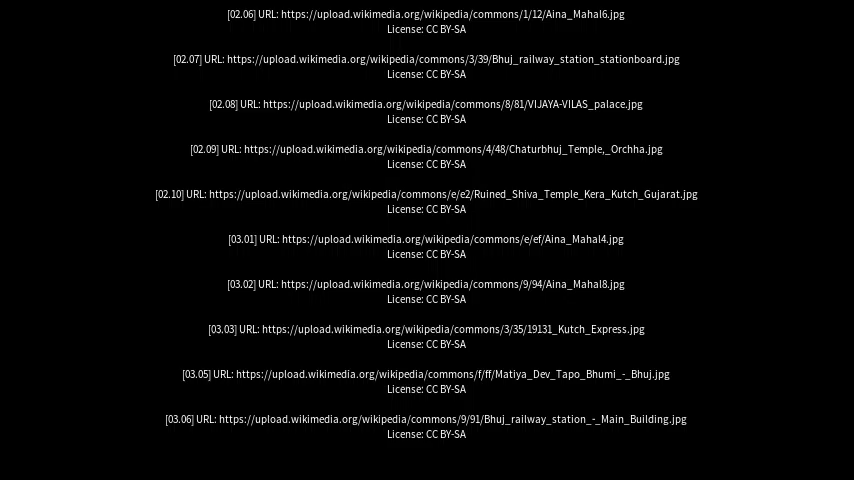 [02.06] URL: https://upload.wikimedia.org/wikipedia/commons/1/12/Aina_Mahal6.jpg
License: CC BY-SA
[02.07] URL: https://upload.wikimedia.org/wikipedia/commons/3/39/Bhuj_railway_station_stationboard.jpg
License: CC BY-SA
[02.08] URL: https://upload.wikimedia.org/wikipedia/commons/8/81/VIJAYA-VILAS_palace.jpg
License: CC BY-SA
[02.09] URL: https://upload.wikimedia.org/wikipedia/commons/4/48/Chaturbhuj_Temple,_Orchha.jpg
License: CC BY-SA
[02.10] URL: https://upload.wikimedia.org/wikipedia/commons/e/e2/Ruined_Shiva_Temple_Kera_Kutch_Gujarat.jpg
License: CC BY-SA
[03.01] URL: https://upload.wikimedia.org/wikipedia/commons/e/ef/Aina_Mahal4.jpg
License: CC BY-SA
[03.02] URL: https://upload.wikimedia.org/wikipedia/commons/9/94/Aina_Mahal8.jpg
License: CC BY-SA
[03.03] URL: https://upload.wikimedia.org/wikipedia/commons/3/35/19131_Kutch_Express.jpg
License: CC BY-SA
[03.05] URL: https://upload.wikimedia.org/wikipedia/commons/f/ff/Matiya_Dev_Tapo_Bhumi_-_Bhuj.jpg
License: CC BY-SA
[03.06] URL: https://upload.wikimedia.org/wikipedia/commons/9/91/Bhuj_railway_station_-_Main_Building.jpg
License: CC BY-SA